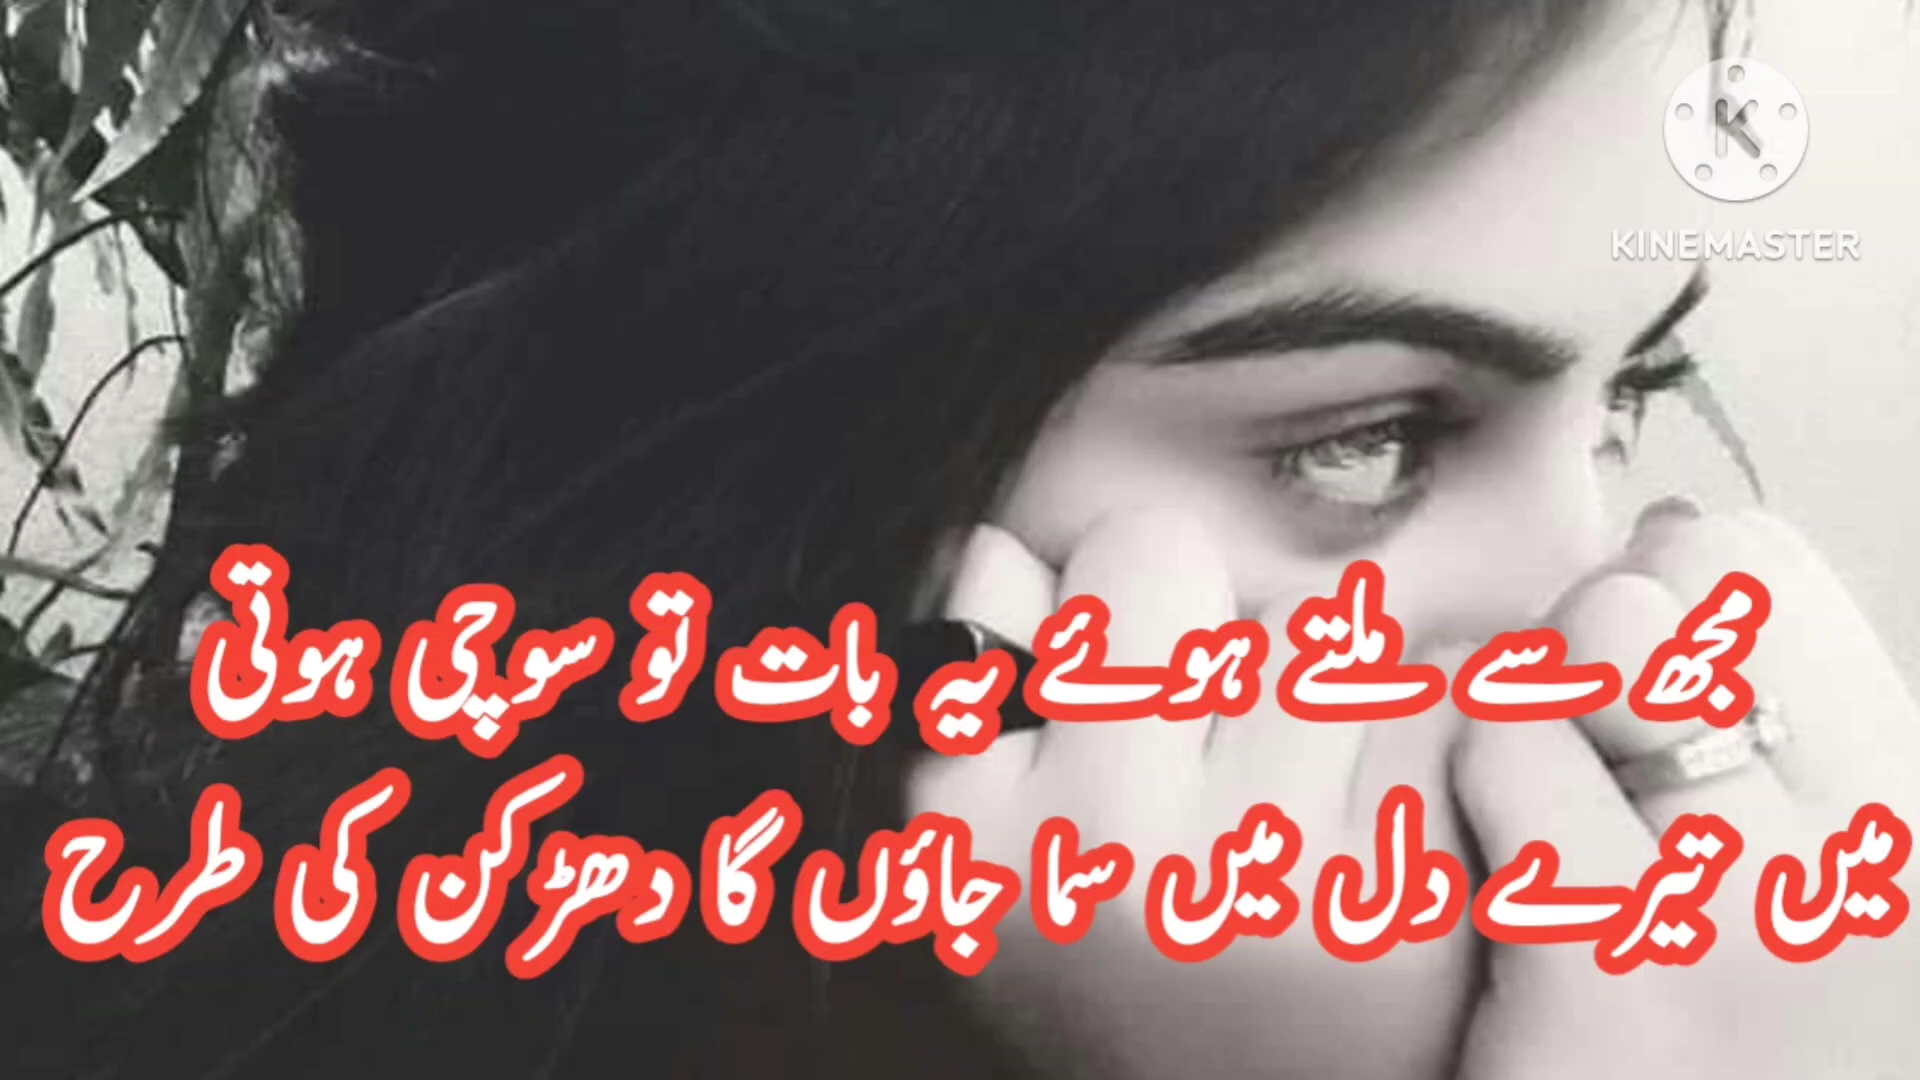 KINEMASTER
مجھ سے ملتے ہوئے یہ بات تو سوچی ہوتی
میں تیرے دل میں سما جاؤں گا دھڑکن کی طرح